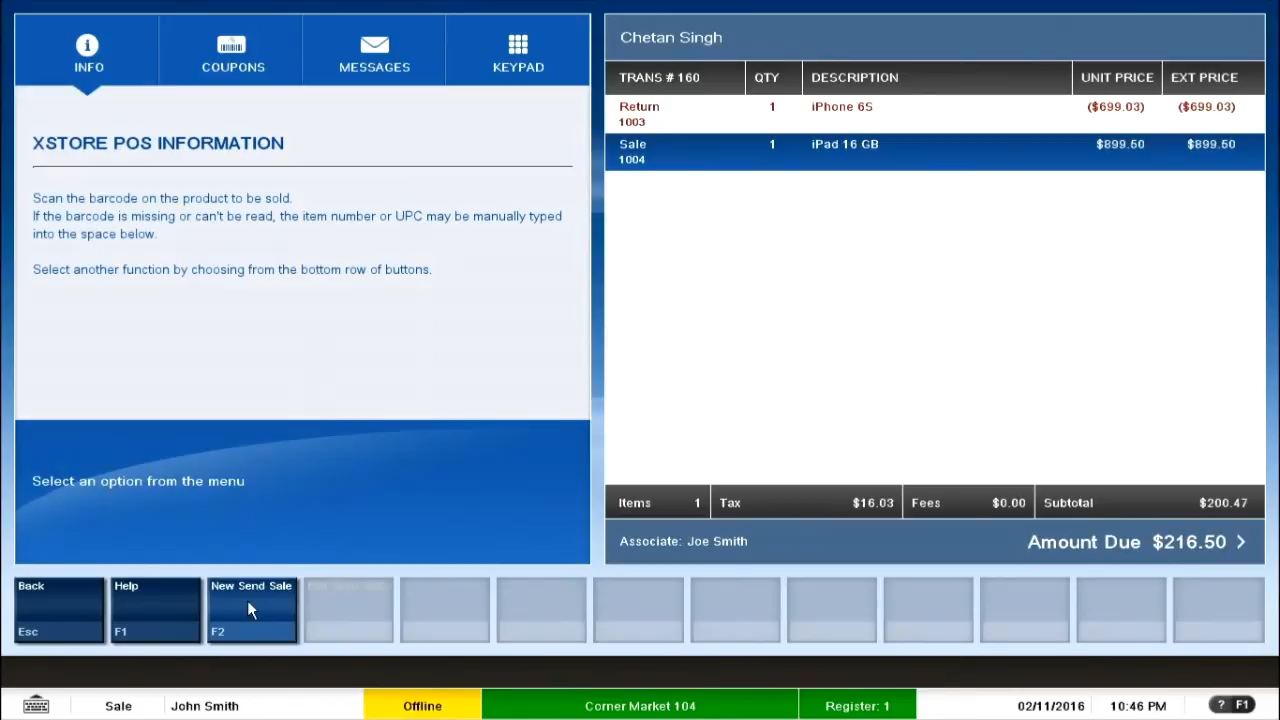 INFO
COUPONS
MESSAGES
KEYPAD
XSTORE POS INFORMATION
Scan the barcode on the product to be sold.
If the barcode is missing or can't be read, the item number or UPC may be manually typed
into the space below.
Select another function by choosing from the bottom row of buttons.
Select an option from the menu
Chetan Singh
TRANS # 160 QTY DESCRIPTION UNIT PRICE EXT PRICE
Return 1 iPhone 6S ($699.03) ($699.03)
1003
Sale 1 iPad 16 GB $899.50 $899.50
1004
Items 1 Tax $16.03 Fees $0.00 Subtotal $200.47
Associate: Joe Smith Amount Due $216.50 >
Back Help New Send Sale
Esc F1 F2
Sale John Smith Offline Corner Market 104 Register: 1 02/11/2016 10:46 PM ? F1